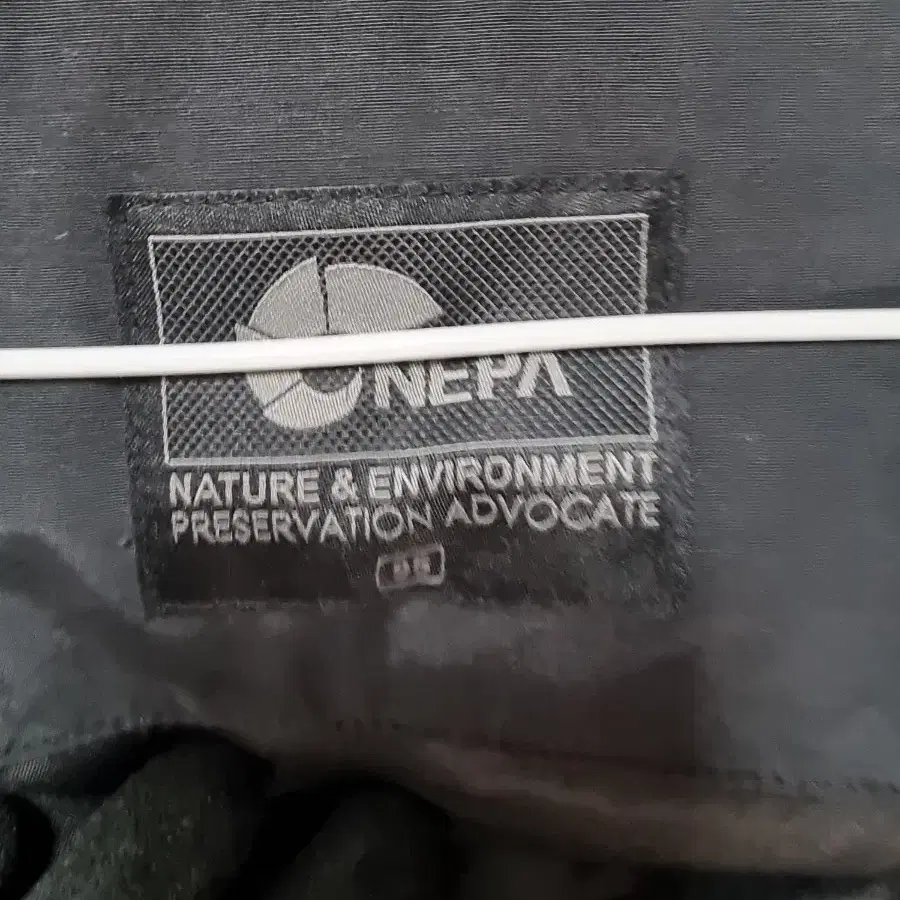 NEPA
NATURE & ENVIRONMENT
PRESERVATION ADVOCATE